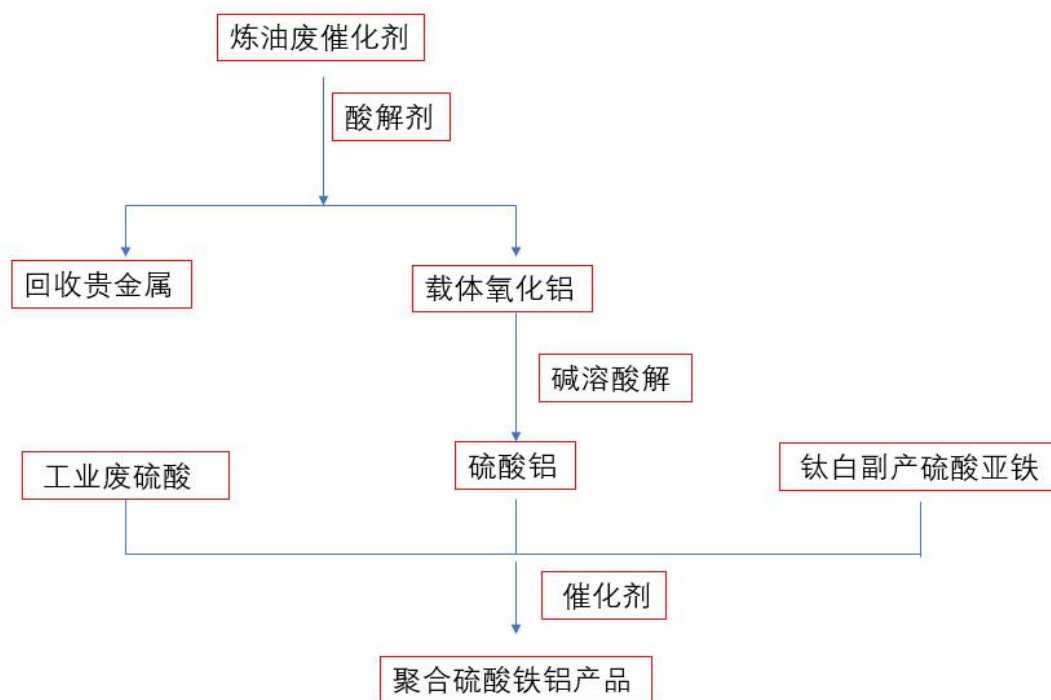 炼油废催化剂
酸解剂
回收贵金属
载体氧化铝
碱溶酸解
工业废硫酸
硫酸铝
钛白副产硫酸亚铁
催化剂
聚合硫酸铁铝产品